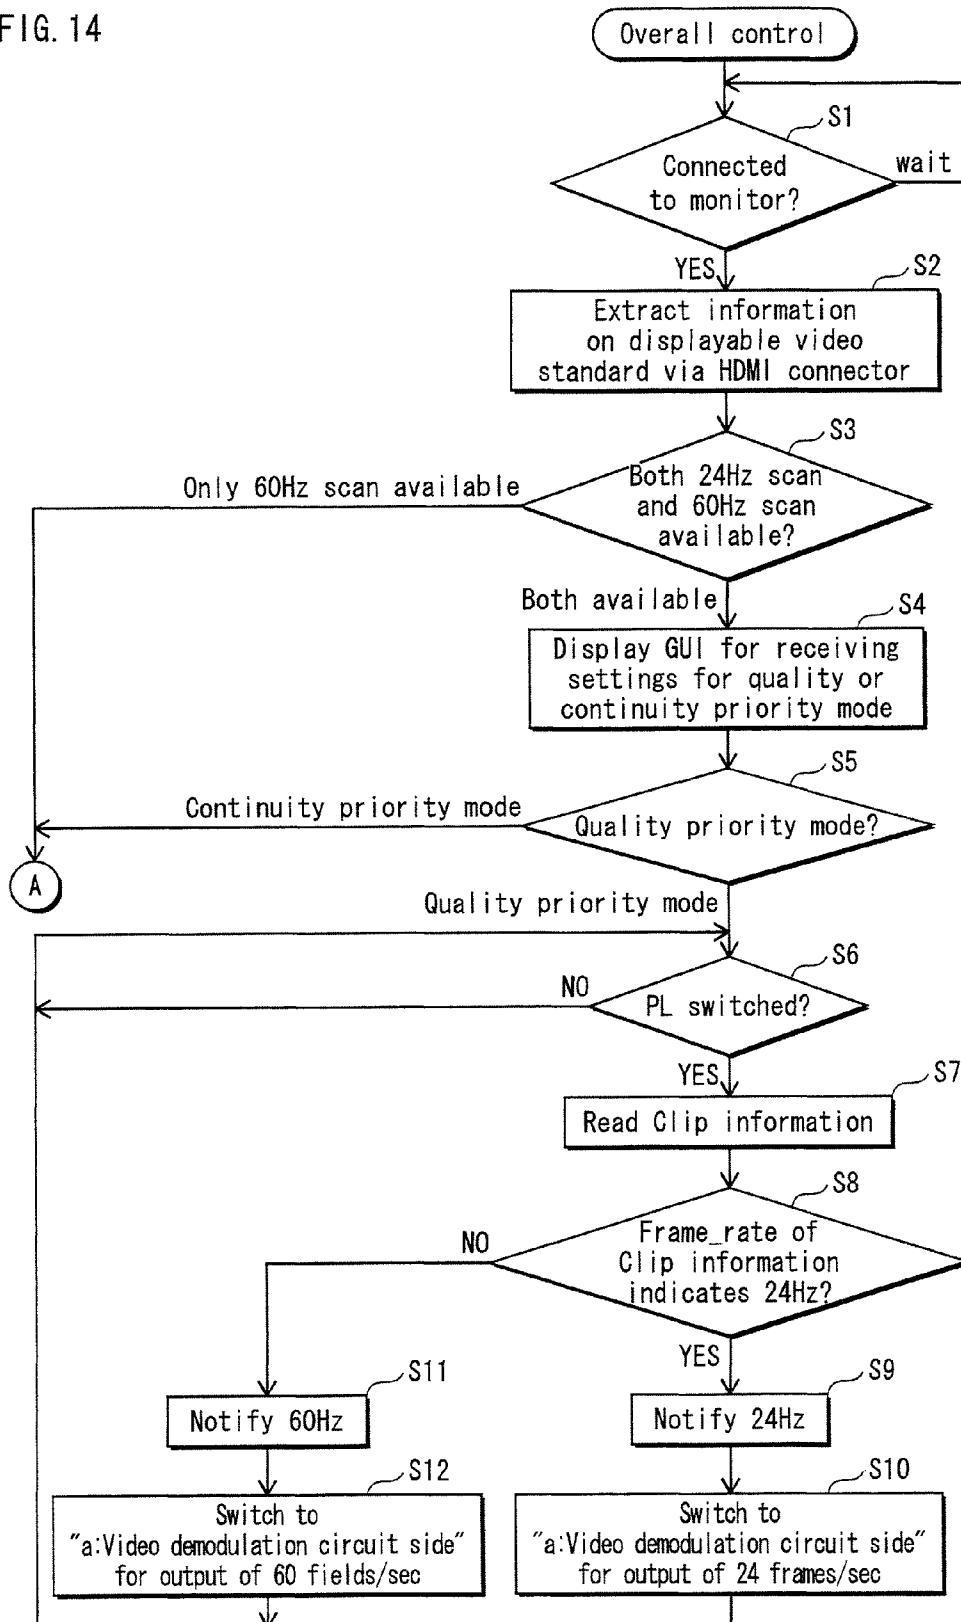 FIG. 14
Overall control
S1
Connected
to monitor?
wait
YES
S2
Extract information
on displayable video
standard via HDMI connector
S3
Only 60Hz scan available
Both 24Hz scan
and 60Hz scan
available?
Both available
S4
Display GUI for receiving
settings for quality or
continuity priority mode
S5
Continuity priority mode
Quality priority mode?
A
Quality priority mode
S6
NO
PL switched?
YES
S7
Read Clip information
S8
NO
Frame_rate of
Clip information
indicates 24Hz?
YES
S11
S9
Notify 60Hz
Notify 24Hz
S12
S10
Switch to
"a:Video demodulation circuit side"
for output of 60 fields/sec
Switch to
"a:Video demodulation circuit side"
for output of 24 frames/sec